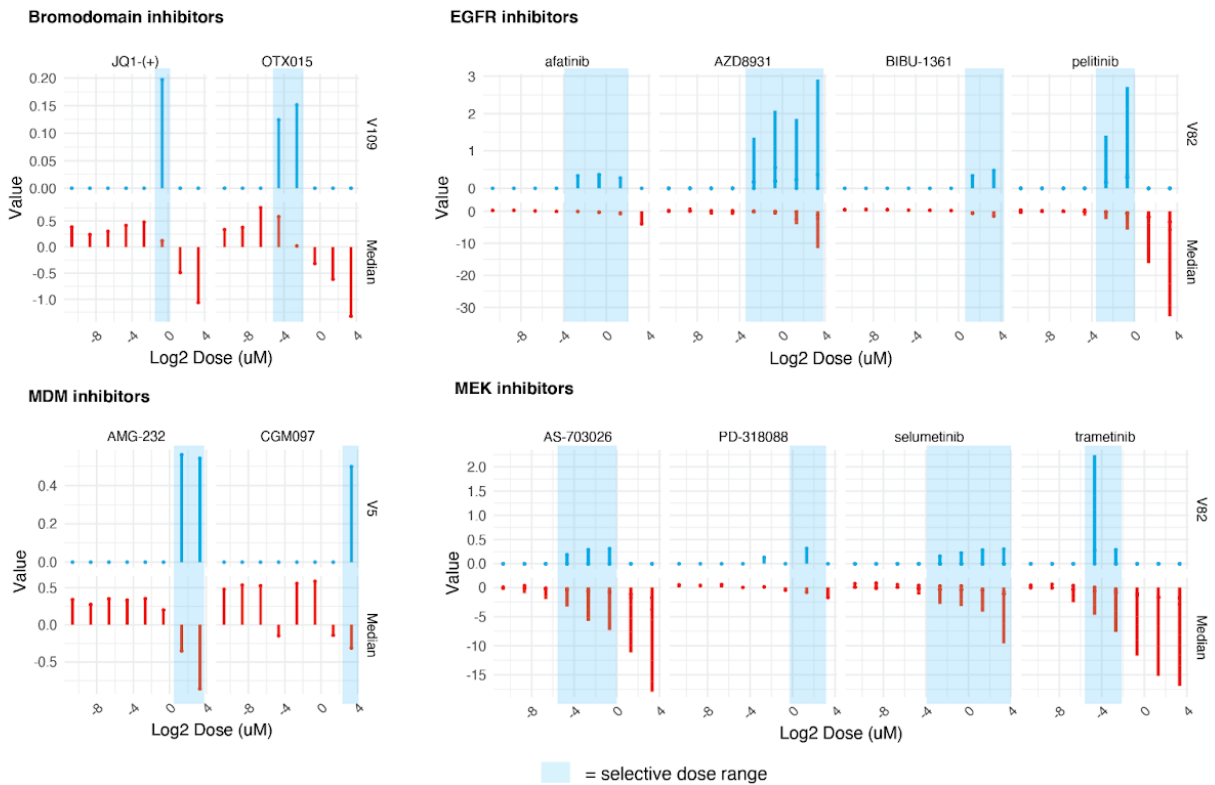 Bromodomain inhibitors
JQ1-(+) OTX015
0.20
0.15
0.10
0.05
0.00
V109
Value
0.5
0.0
-0.5
-1.0
Median
-8 -4 0 4 -8 -4 0 4
Log2 Dose (uM)
EGFR inhibitors
afatinib AZD8931 BIBU-1361 pelitinib
3
2
1
0
V82
Value
0
-10
-20
-30
Median
-8 -4 0 4 -8 -4 0 4 -8 -4 0 4 -8 -4 0 4
Log2 Dose (uM)
MDM inhibitors
AMG-232 CGM097
0.4
0.2
0.0
V5
Value
0.5
0.0
-0.5
Median
-8 -4 0 4 -8 -4 0 4
Log2 Dose (uM)
MEK inhibitors
AS-703026 PD-318088 selumetinib trametinib
2.0
1.5
1.0
0.5
0.0
V82
Value
0
-5
-10
-15
Median
-8 -4 0 4 -8 -4 0 4 -8 -4 0 4 -8 -4 0 4
Log2 Dose (uM)
= selective dose range